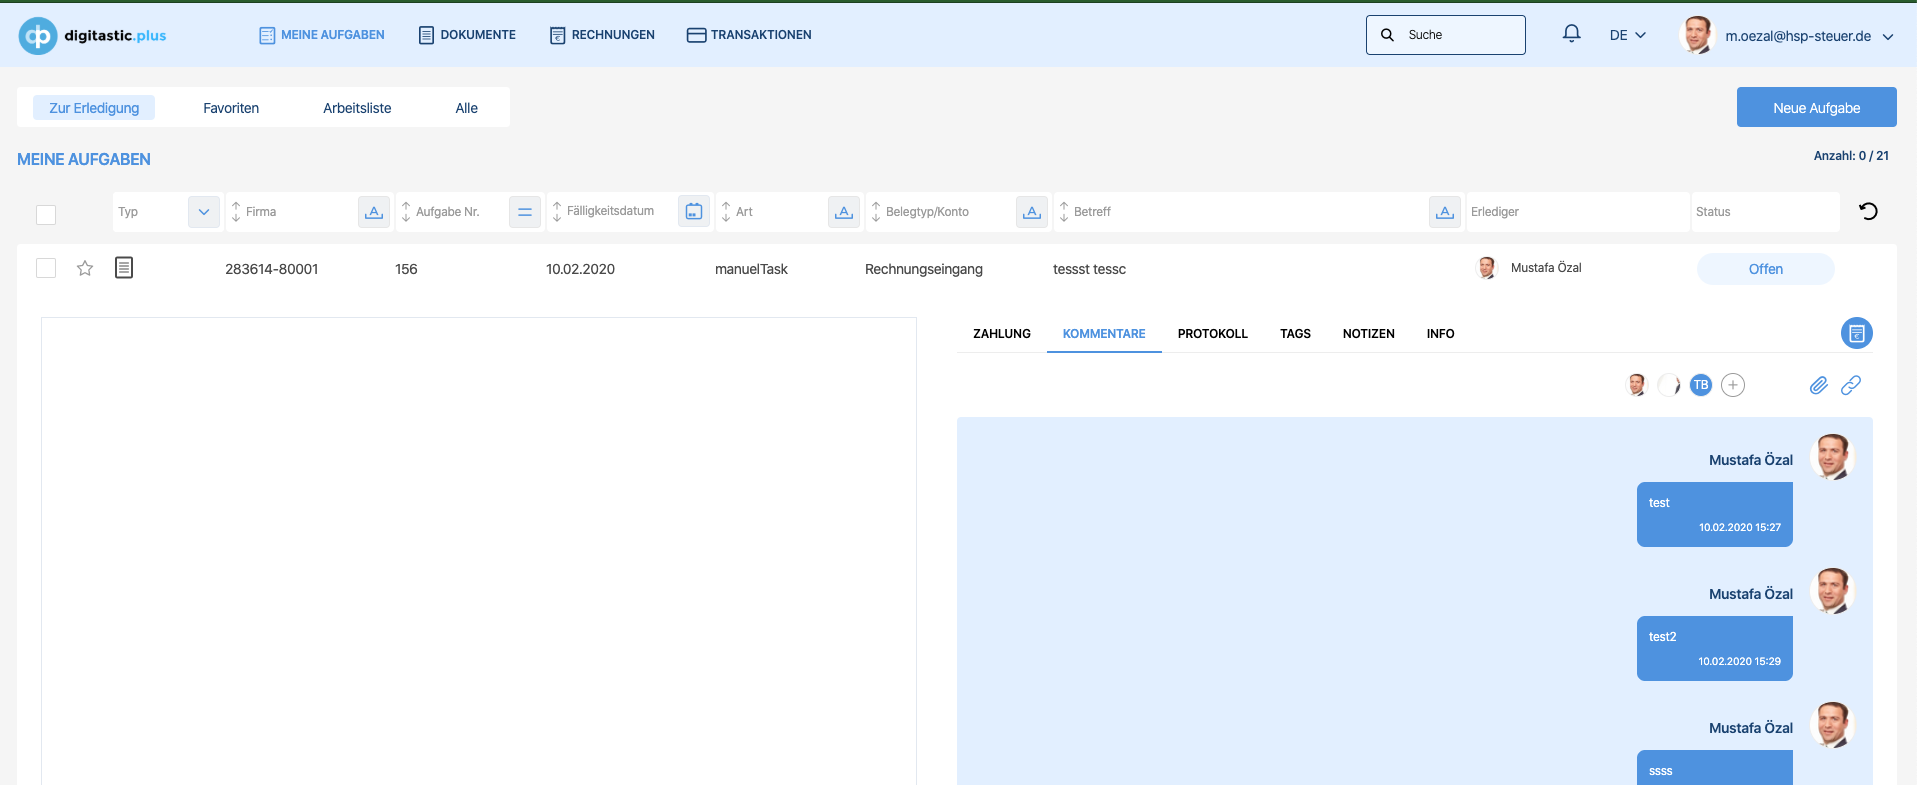 digitastic.plus
MEINE AUFGABEN
DOKUMENTE
RECHNUNGEN
TRANSAKTIONEN
Suche
DE
m.oezal@hsp-steuer.de
Zur Erledigung
Favoriten
Arbeitsliste
Alle
Neue Aufgabe
MEINE AUFGABEN
Anzahl: 0 / 21
Typ
Firma
A
Aufgabe Nr.
Fälligkeitsdatum
Art
A
Belegtyp/Konto
A
Betreff
A
Erlediger
Status
283614-80001
156
10.02.2020
manuelTask
Rechnungseingang
tessst tessc
Mustafa Özal
Offen
ZAHLUNG
KOMMENTARE
PROTOKOLL
TAGS
NOTIZEN
INFO
TB
Mustafa Özal
test
10.02.2020 15:27
Mustafa Özal
test2
10.02.2020 15:29
Mustafa Özal
ssss